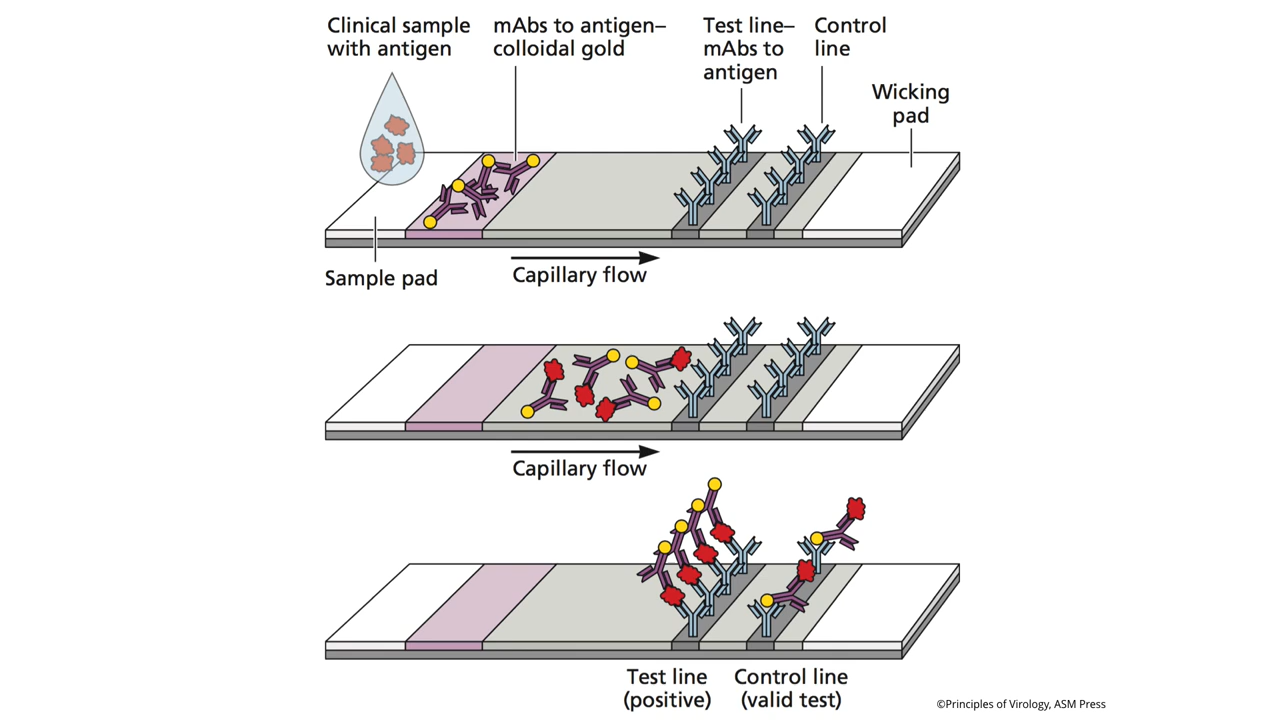 Clinical sample
with antigen
mAbs to antigen–
colloidal gold
Test line–
mAbs to
antigen
Control
line
Wicking
pad
Sample pad
Capillary flow
Capillary flow
Test line
(positive)
Control line
(valid test)
©Principles of Virology, ASM Press